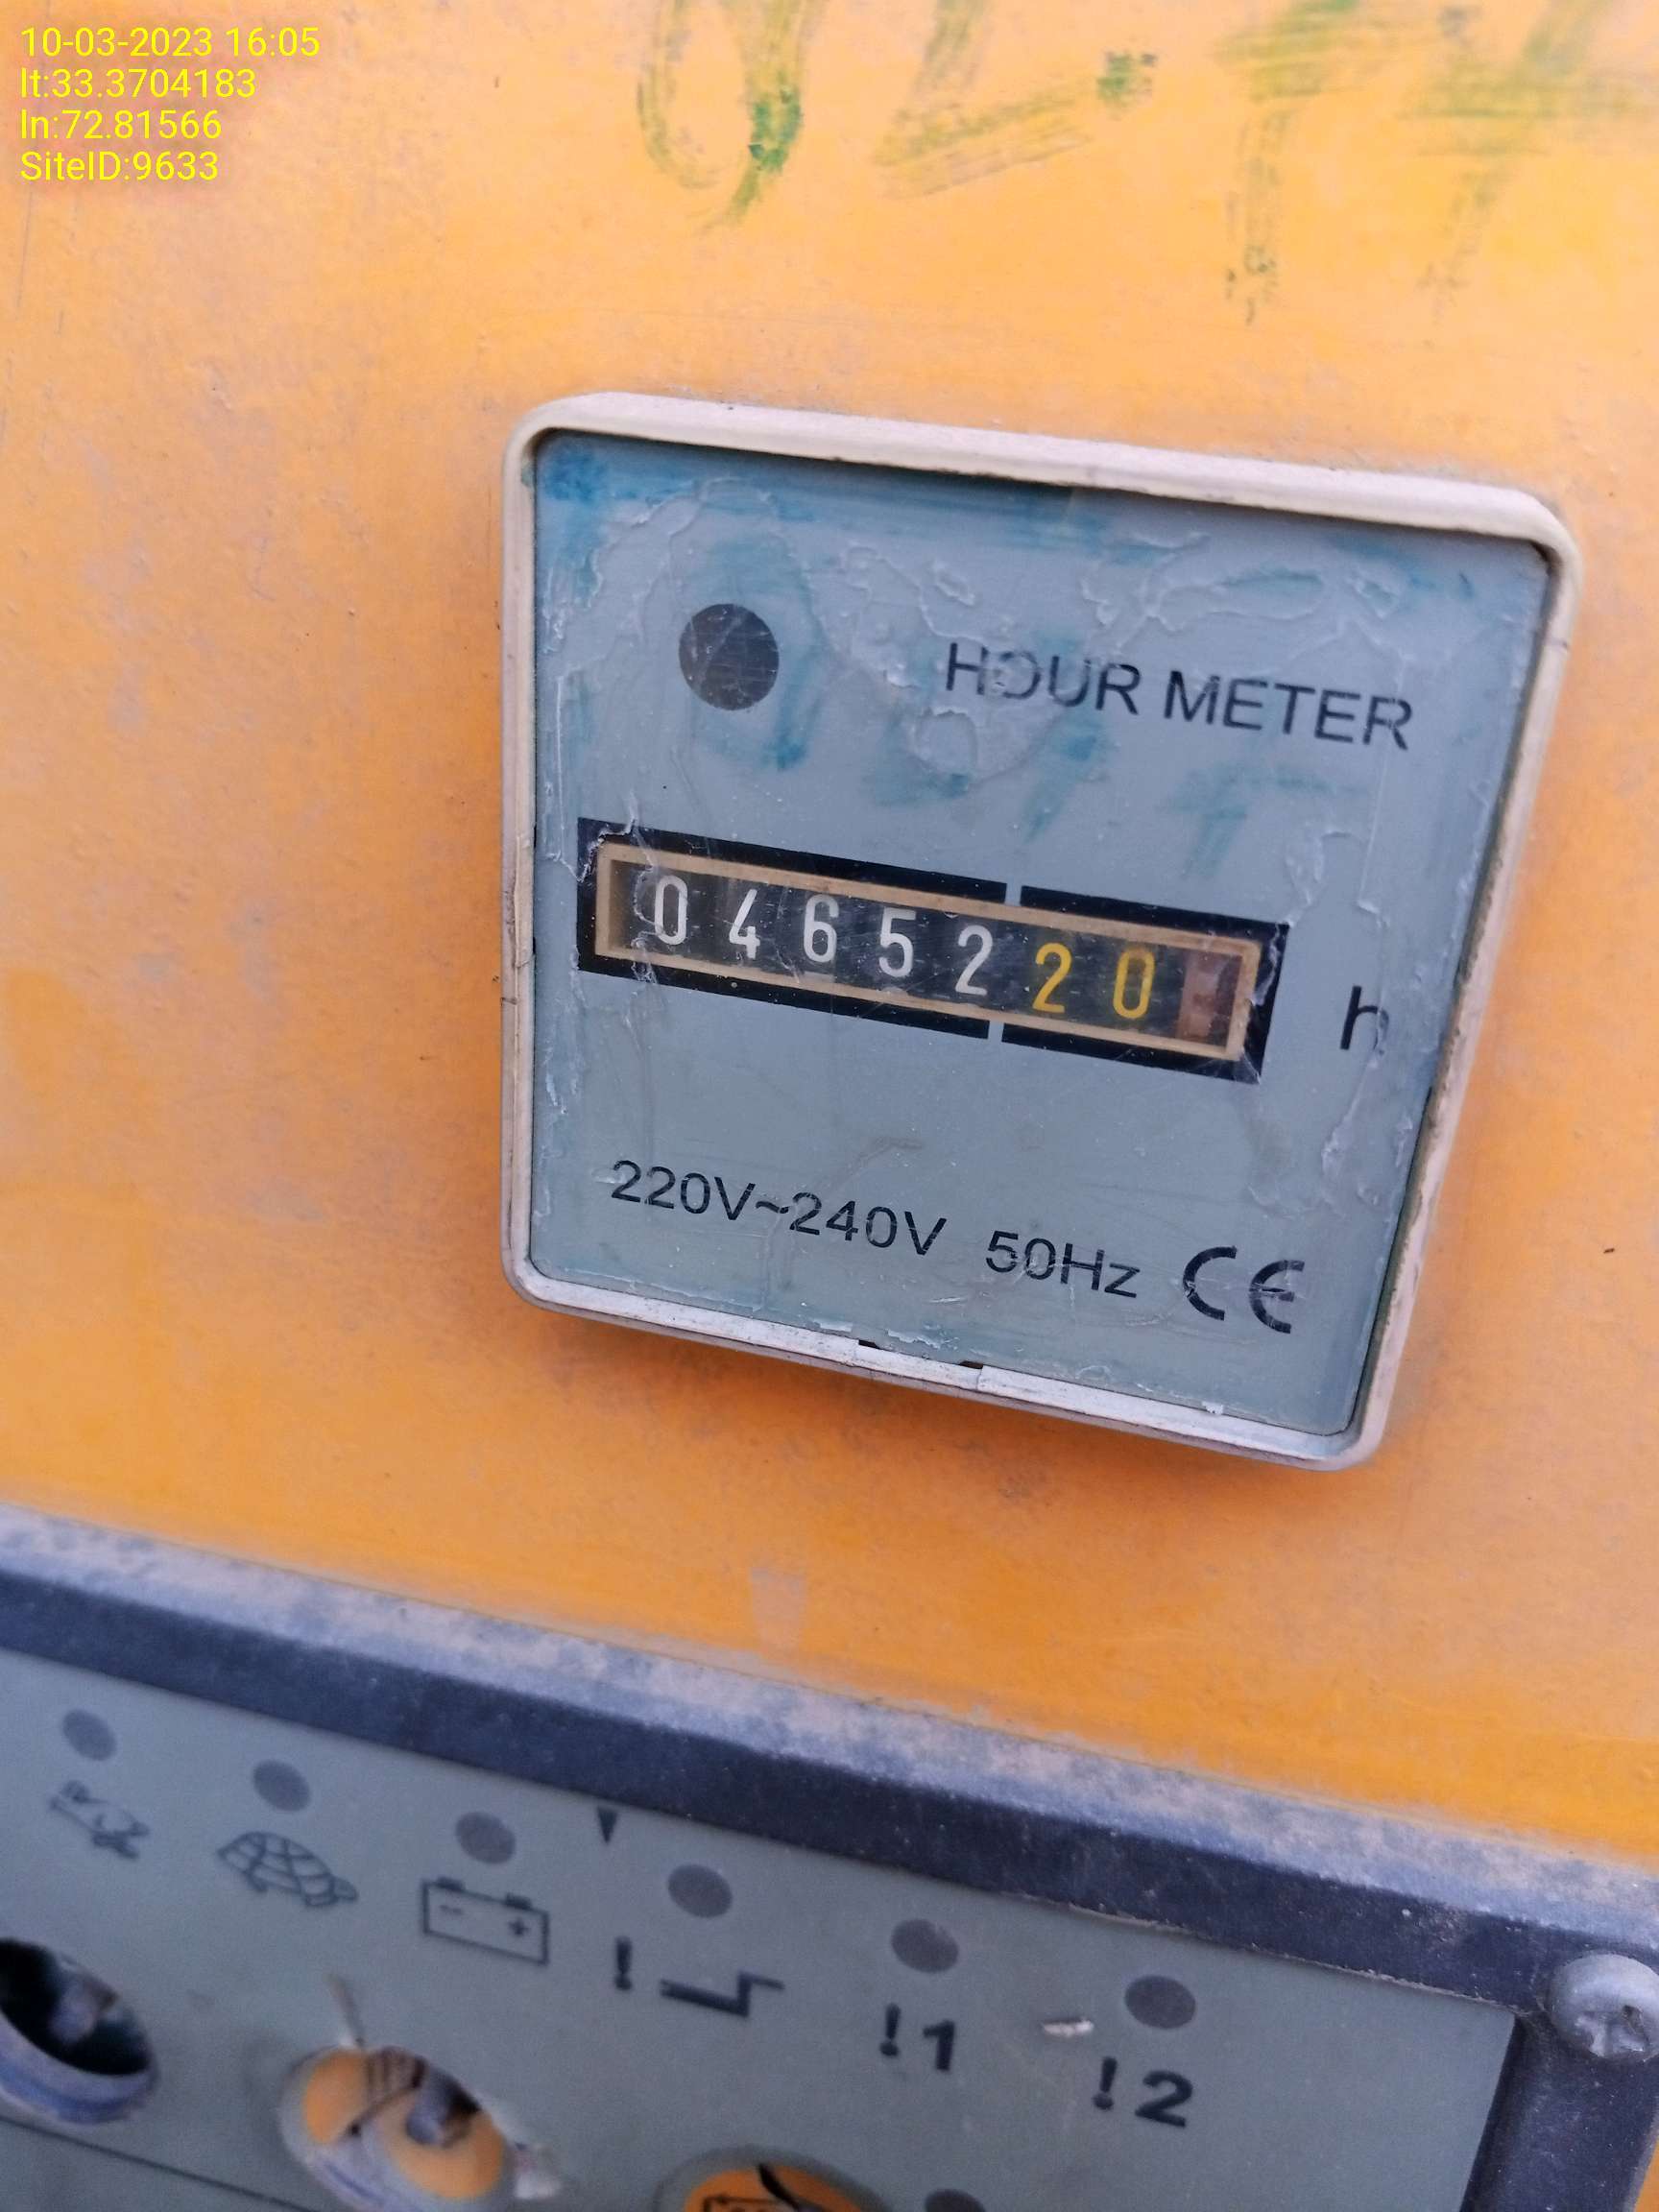 10-03-2023 16:05
lt:33.3704183
ln:72.81566
SiteID:9633
HOUR METER
0465220
h
220V~240V 50Hz CE
- +
!
!1
!2